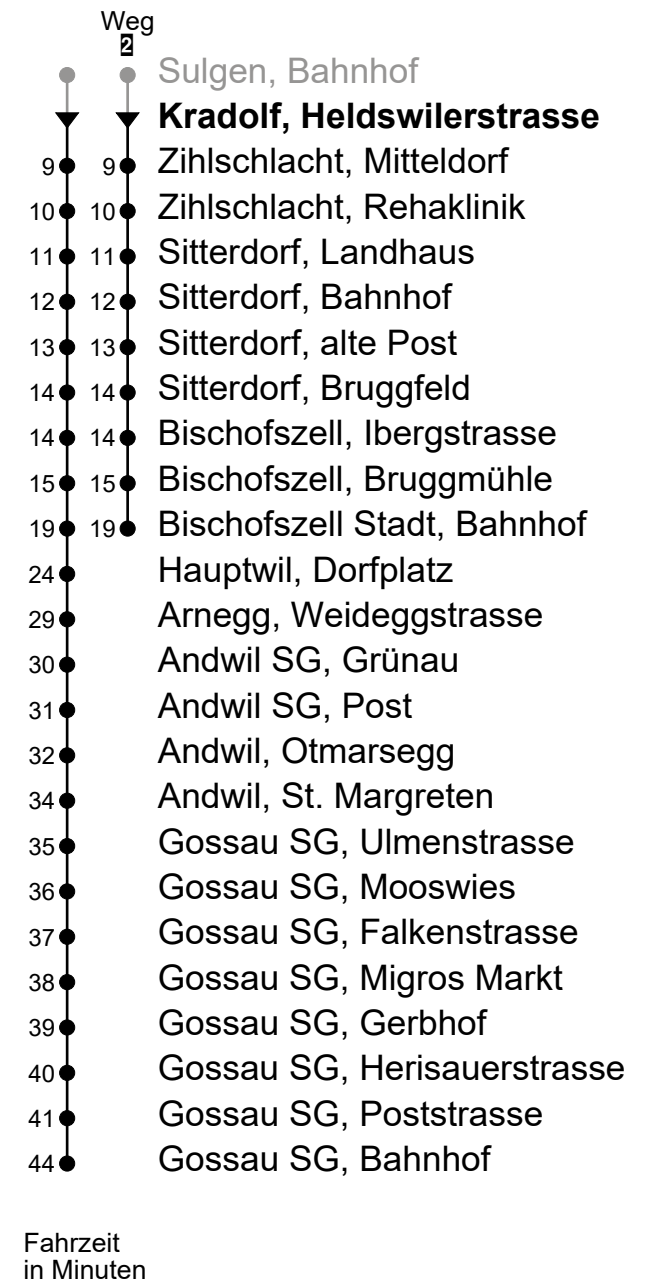 Weg
2
Sulgen, Bahnhof
Kradolf, Heldswilerstrasse
9 9 Zihlschlacht, Mitteldorf
10 10 Zihlschlacht, Rehaklinik
11 11 Sitterdorf, Landhaus
12 12 Sitterdorf, Bahnhof
13 13 Sitterdorf, alte Post
14 14 Sitterdorf, Bruggfeld
14 14 Bischofszell, Ibergstrasse
15 15 Bischofszell, Bruggmühle
19 19 Bischofszell Stadt, Bahnhof
24 Hauptwil, Dorfplatz
29 Arnegg, Weideggstrasse
30 Andwil SG, Grünau
31 Andwil SG, Post
32 Andwil, Otmarsegg
34 Andwil, St. Margreten
35 Gossau SG, Ulmenstrasse
36 Gossau SG, Mooswies
37 Gossau SG, Falkenstrasse
38 Gossau SG, Migros Markt
39 Gossau SG, Gerbhof
40 Gossau SG, Herisauerstrasse
41 Gossau SG, Poststrasse
44 Gossau SG, Bahnhof
Fahrzeit
in Minuten